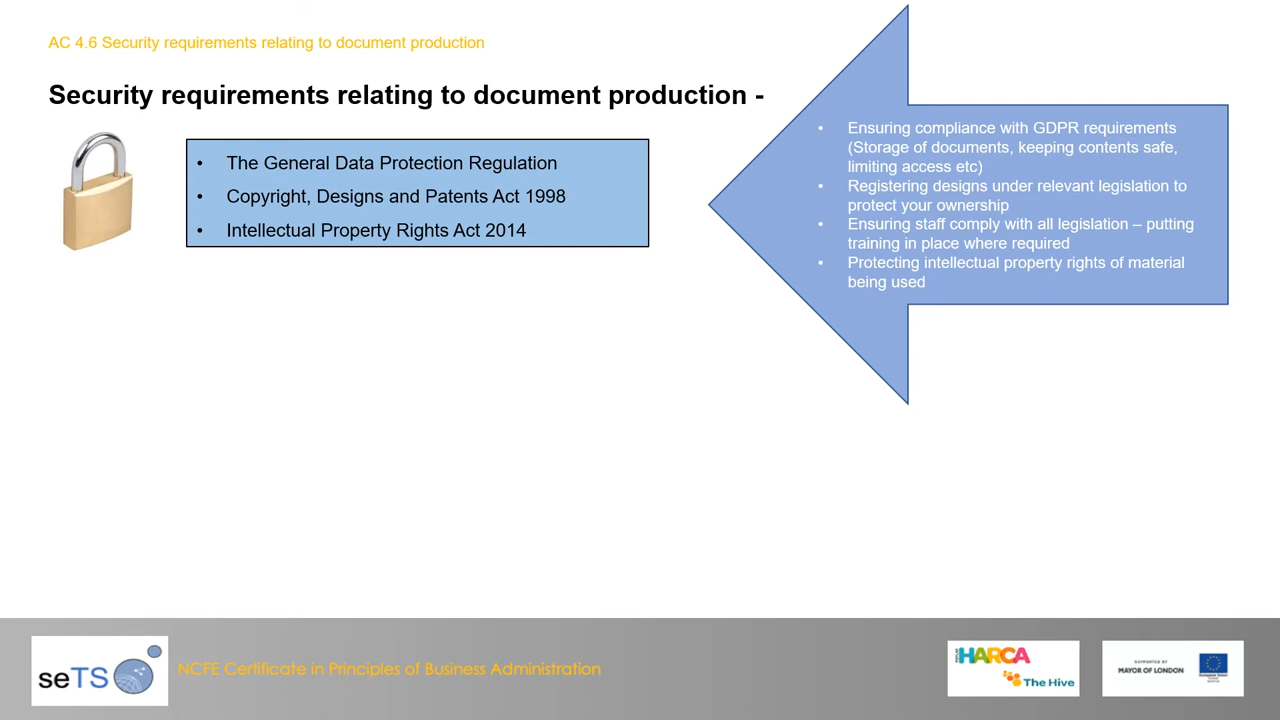 AC 4.6 Security requirements relating to document production
Security requirements relating to document production -
• The General Data Protection Regulation
• Copyright, Designs and Patents Act 1998
• Intellectual Property Rights Act 2014
• Ensuring compliance with GDPR requirements
(Storage of documents, keeping contents safe,
limiting access etc)
• Registering designs under relevant legislation to
protect your ownership
• Ensuring staff comply with all legislation – putting
training in place where required
• Protecting intellectual property rights of material
being used
seTS
NCFE Certificate in Principles of Business Administration
HARCA
The Hive
SUPPORTED BY
MAYOR OF LONDON
European Union